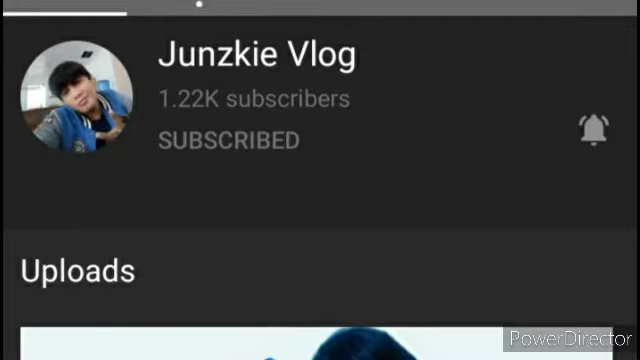 Junzkie Vlog
1.22K subscribers
SUBSCRIBED
Uploads
PowerDirector